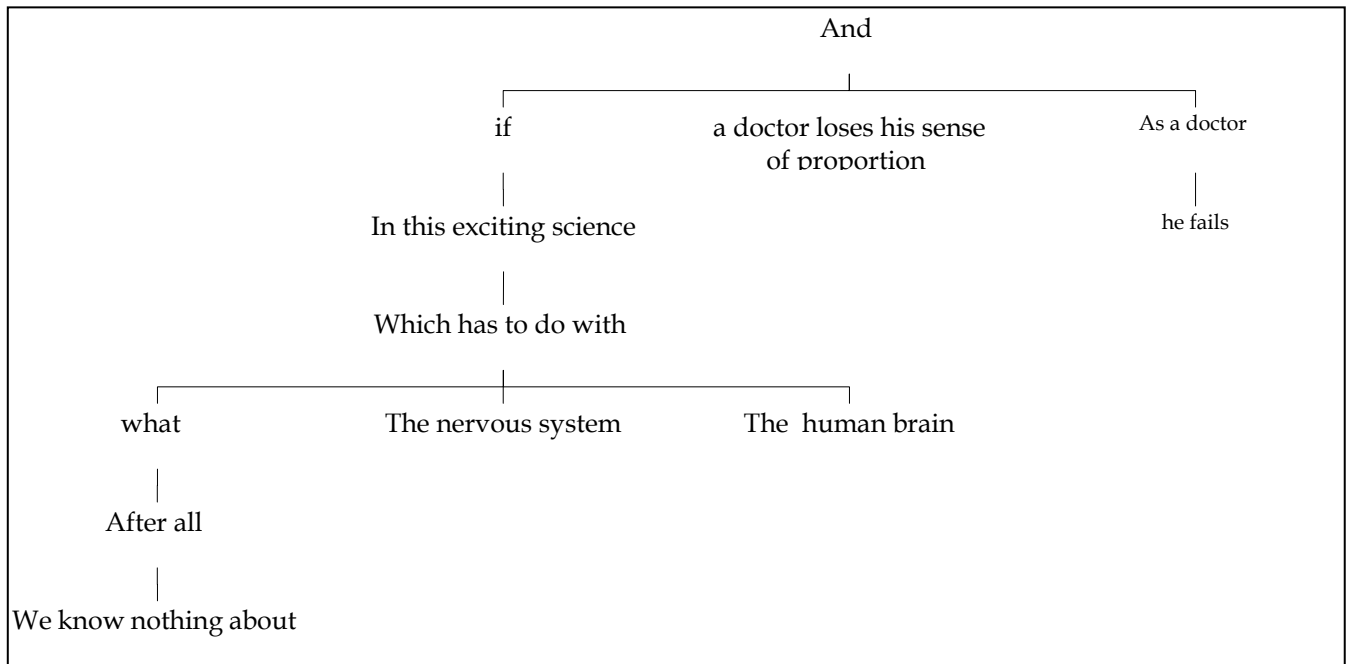 And
if
a doctor loses his sense
of proportion
As a doctor
In this exciting science
he fails
Which has to do with
what
The nervous system
The human brain
After all
We know nothing about